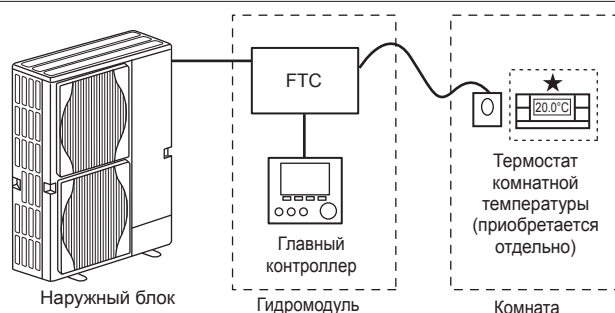 FTC
20.0°C
Термостат
комнатной
температуры
(приобретается
отдельно)
Главный
контроллер
Наружный блок
Гидромодуль
Комната